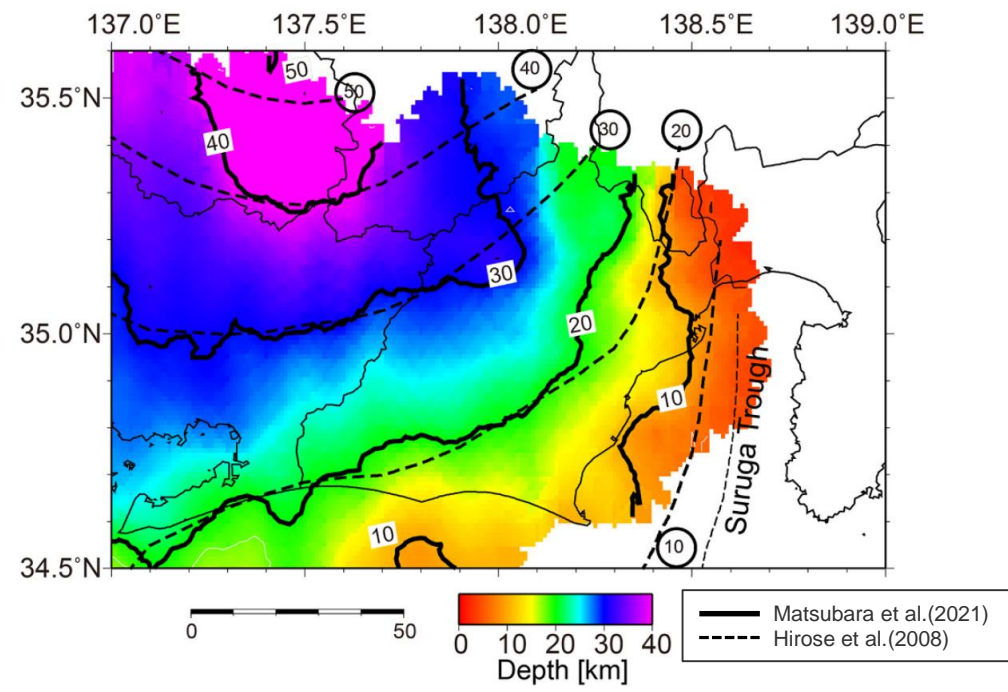 137.0˚E 137.5˚E 138.0˚E 138.5˚E 139.0˚E
50
40
50
35.5˚N
40
30
20
30
20
35.0˚N
10
Suruga Trough
10
10
34.5˚N
0 50
0 10 20 30 40
Depth [km]
Matsubara et al.(2021)
Hirose et al.(2008)